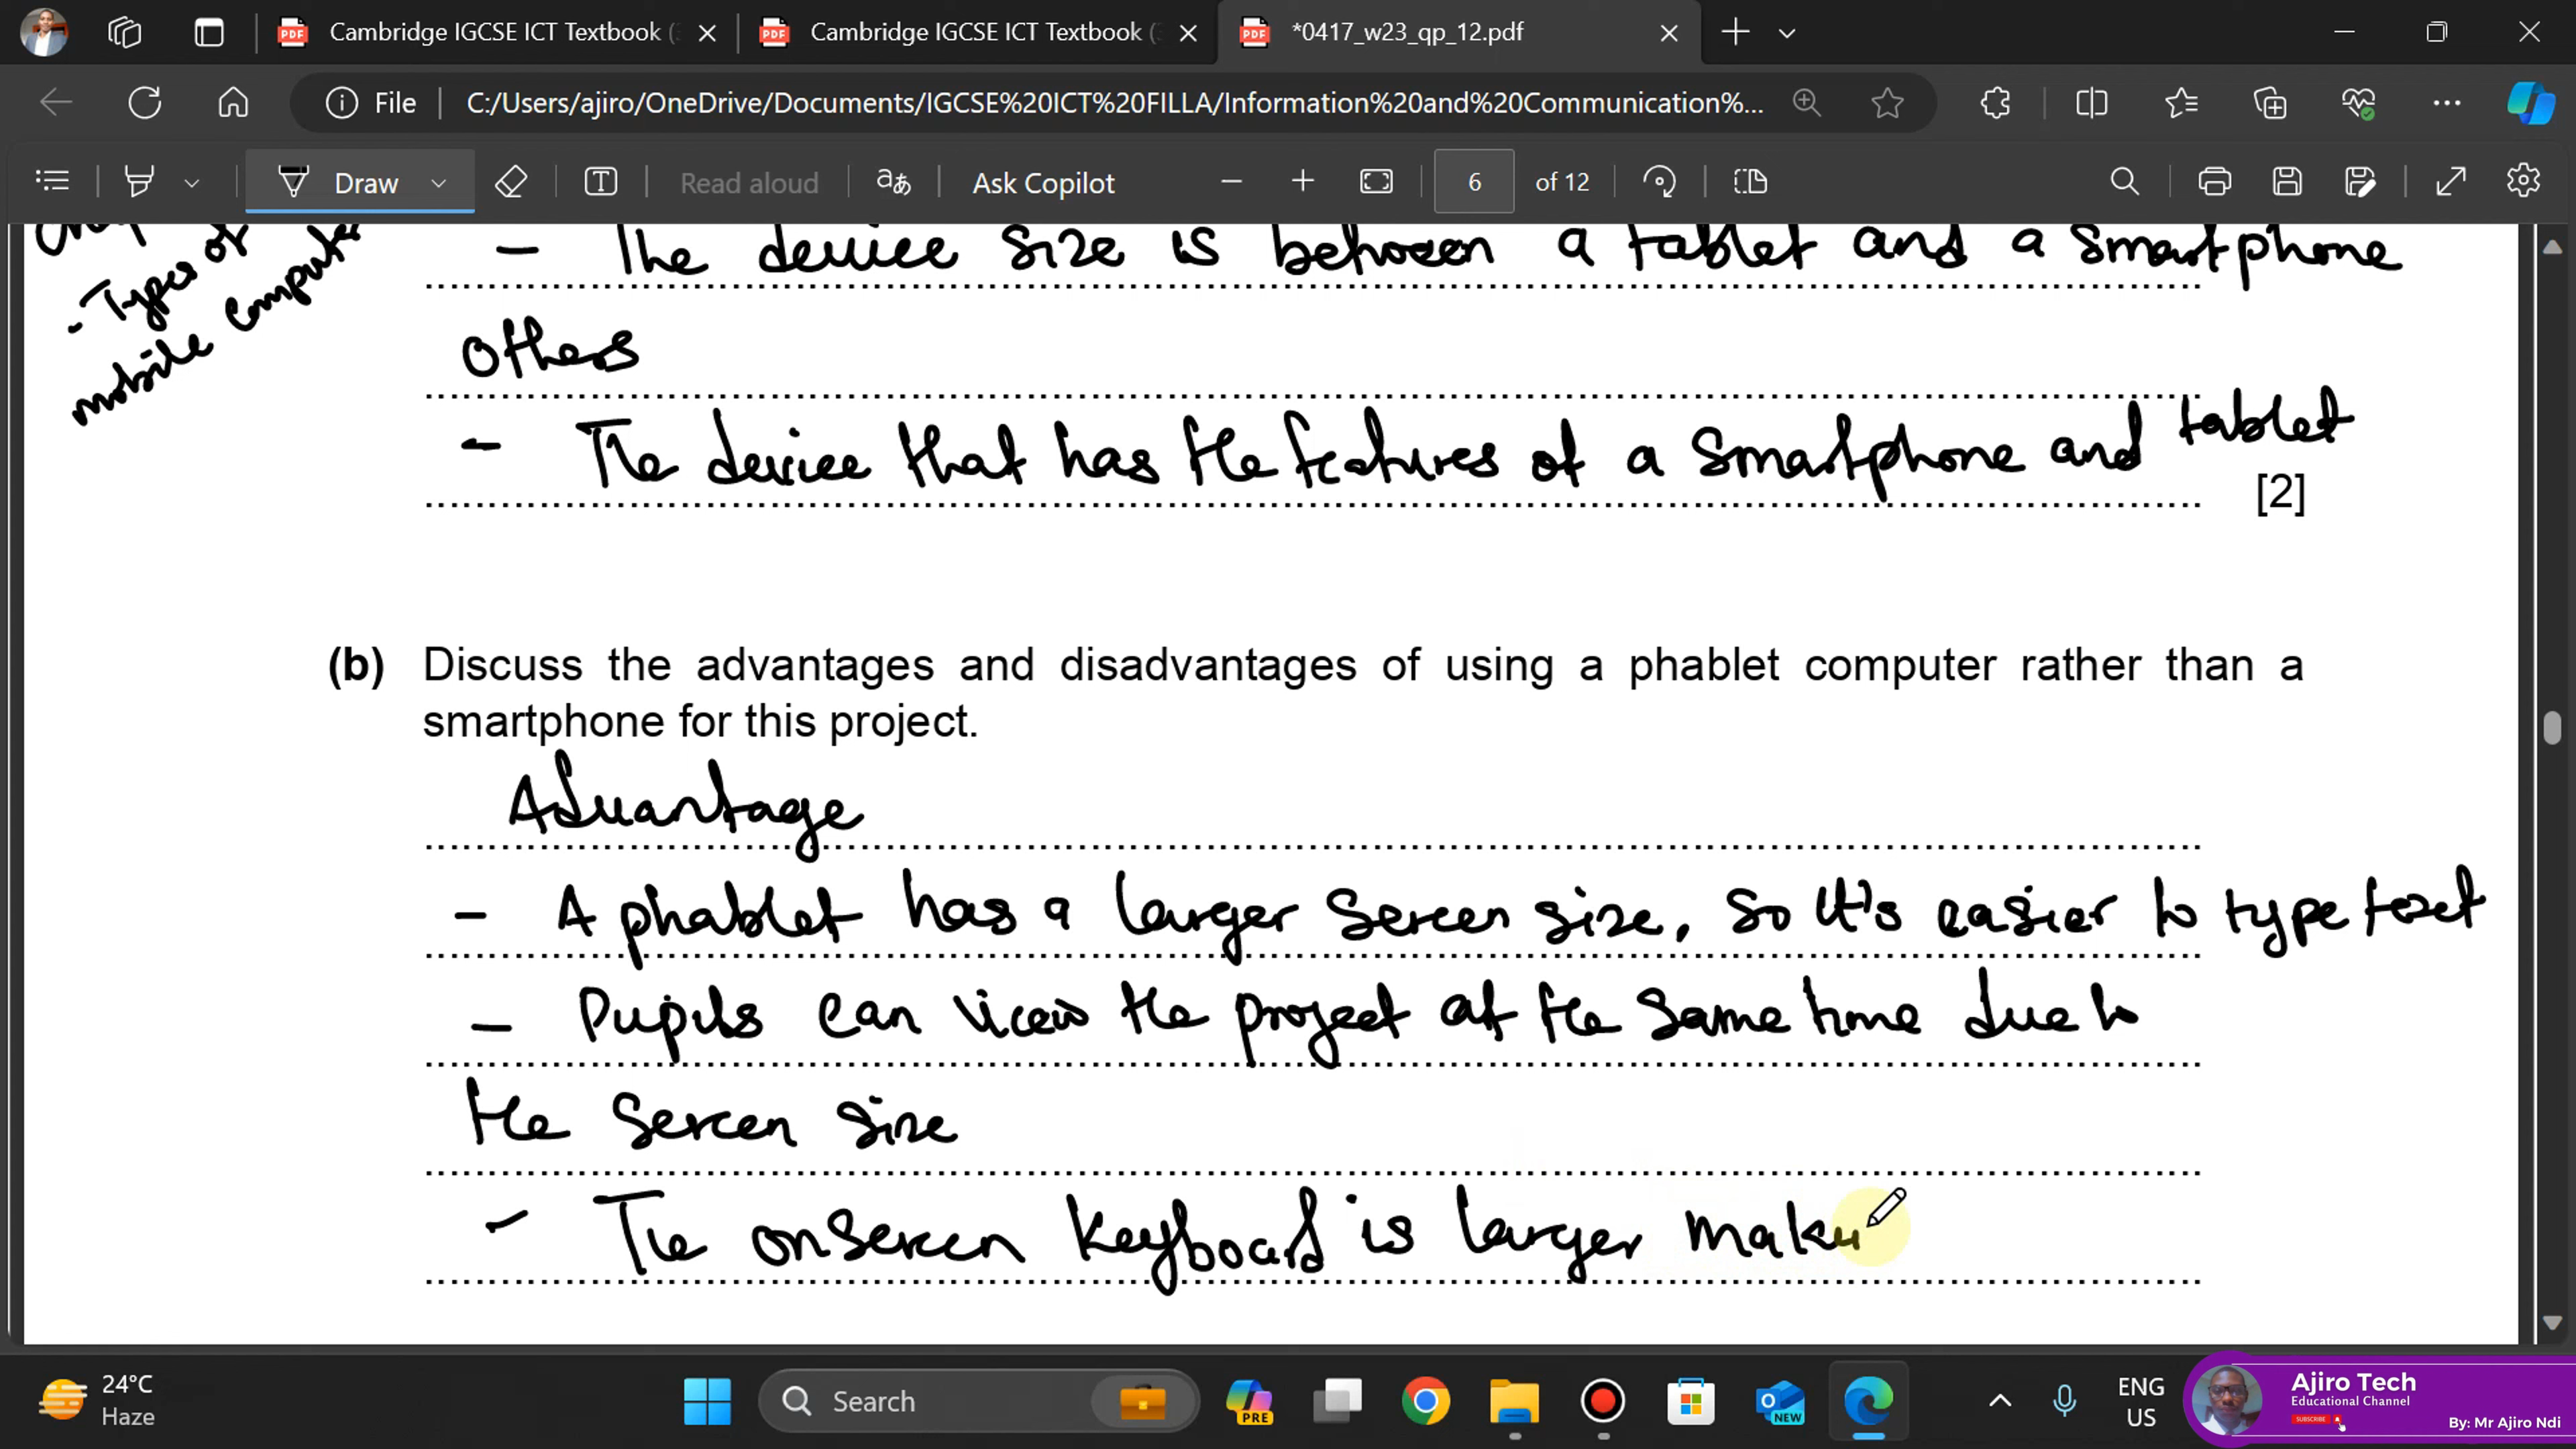 Cambridge IGCSE ICT Textbook (
Cambridge IGCSE ICT Textbook (
*0417_w23_qp_12.pdf
File
C:/Users/ajiro/OneDrive/Documents/IGCSE%20ICT%20FILLA/Information%20and%20Communication%...
Draw
Read aloud
Ask Copilot
6 of 12
- Types of
mobile computer
- The device size is between a tablet and a smartphone
Others
- The device that has the features of a smartphone and tablet
[2]
(b) Discuss the advantages and disadvantages of using a phablet computer rather than a
smartphone for this project.
Advantage
- A phablet has a larger screen size, so it's easier to type text
- Pupils can view the project at the same time due to
the screen size
- The onscreen keyboard is larger maku
24°C
Haze
Search
PRE
NEW
ENG
US
Ajiro Tech
Educational Channel
SUBSCRIBE
By: Mr Ajiro Ndi